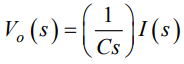 V_o(s) = (1/Cs) I(s)